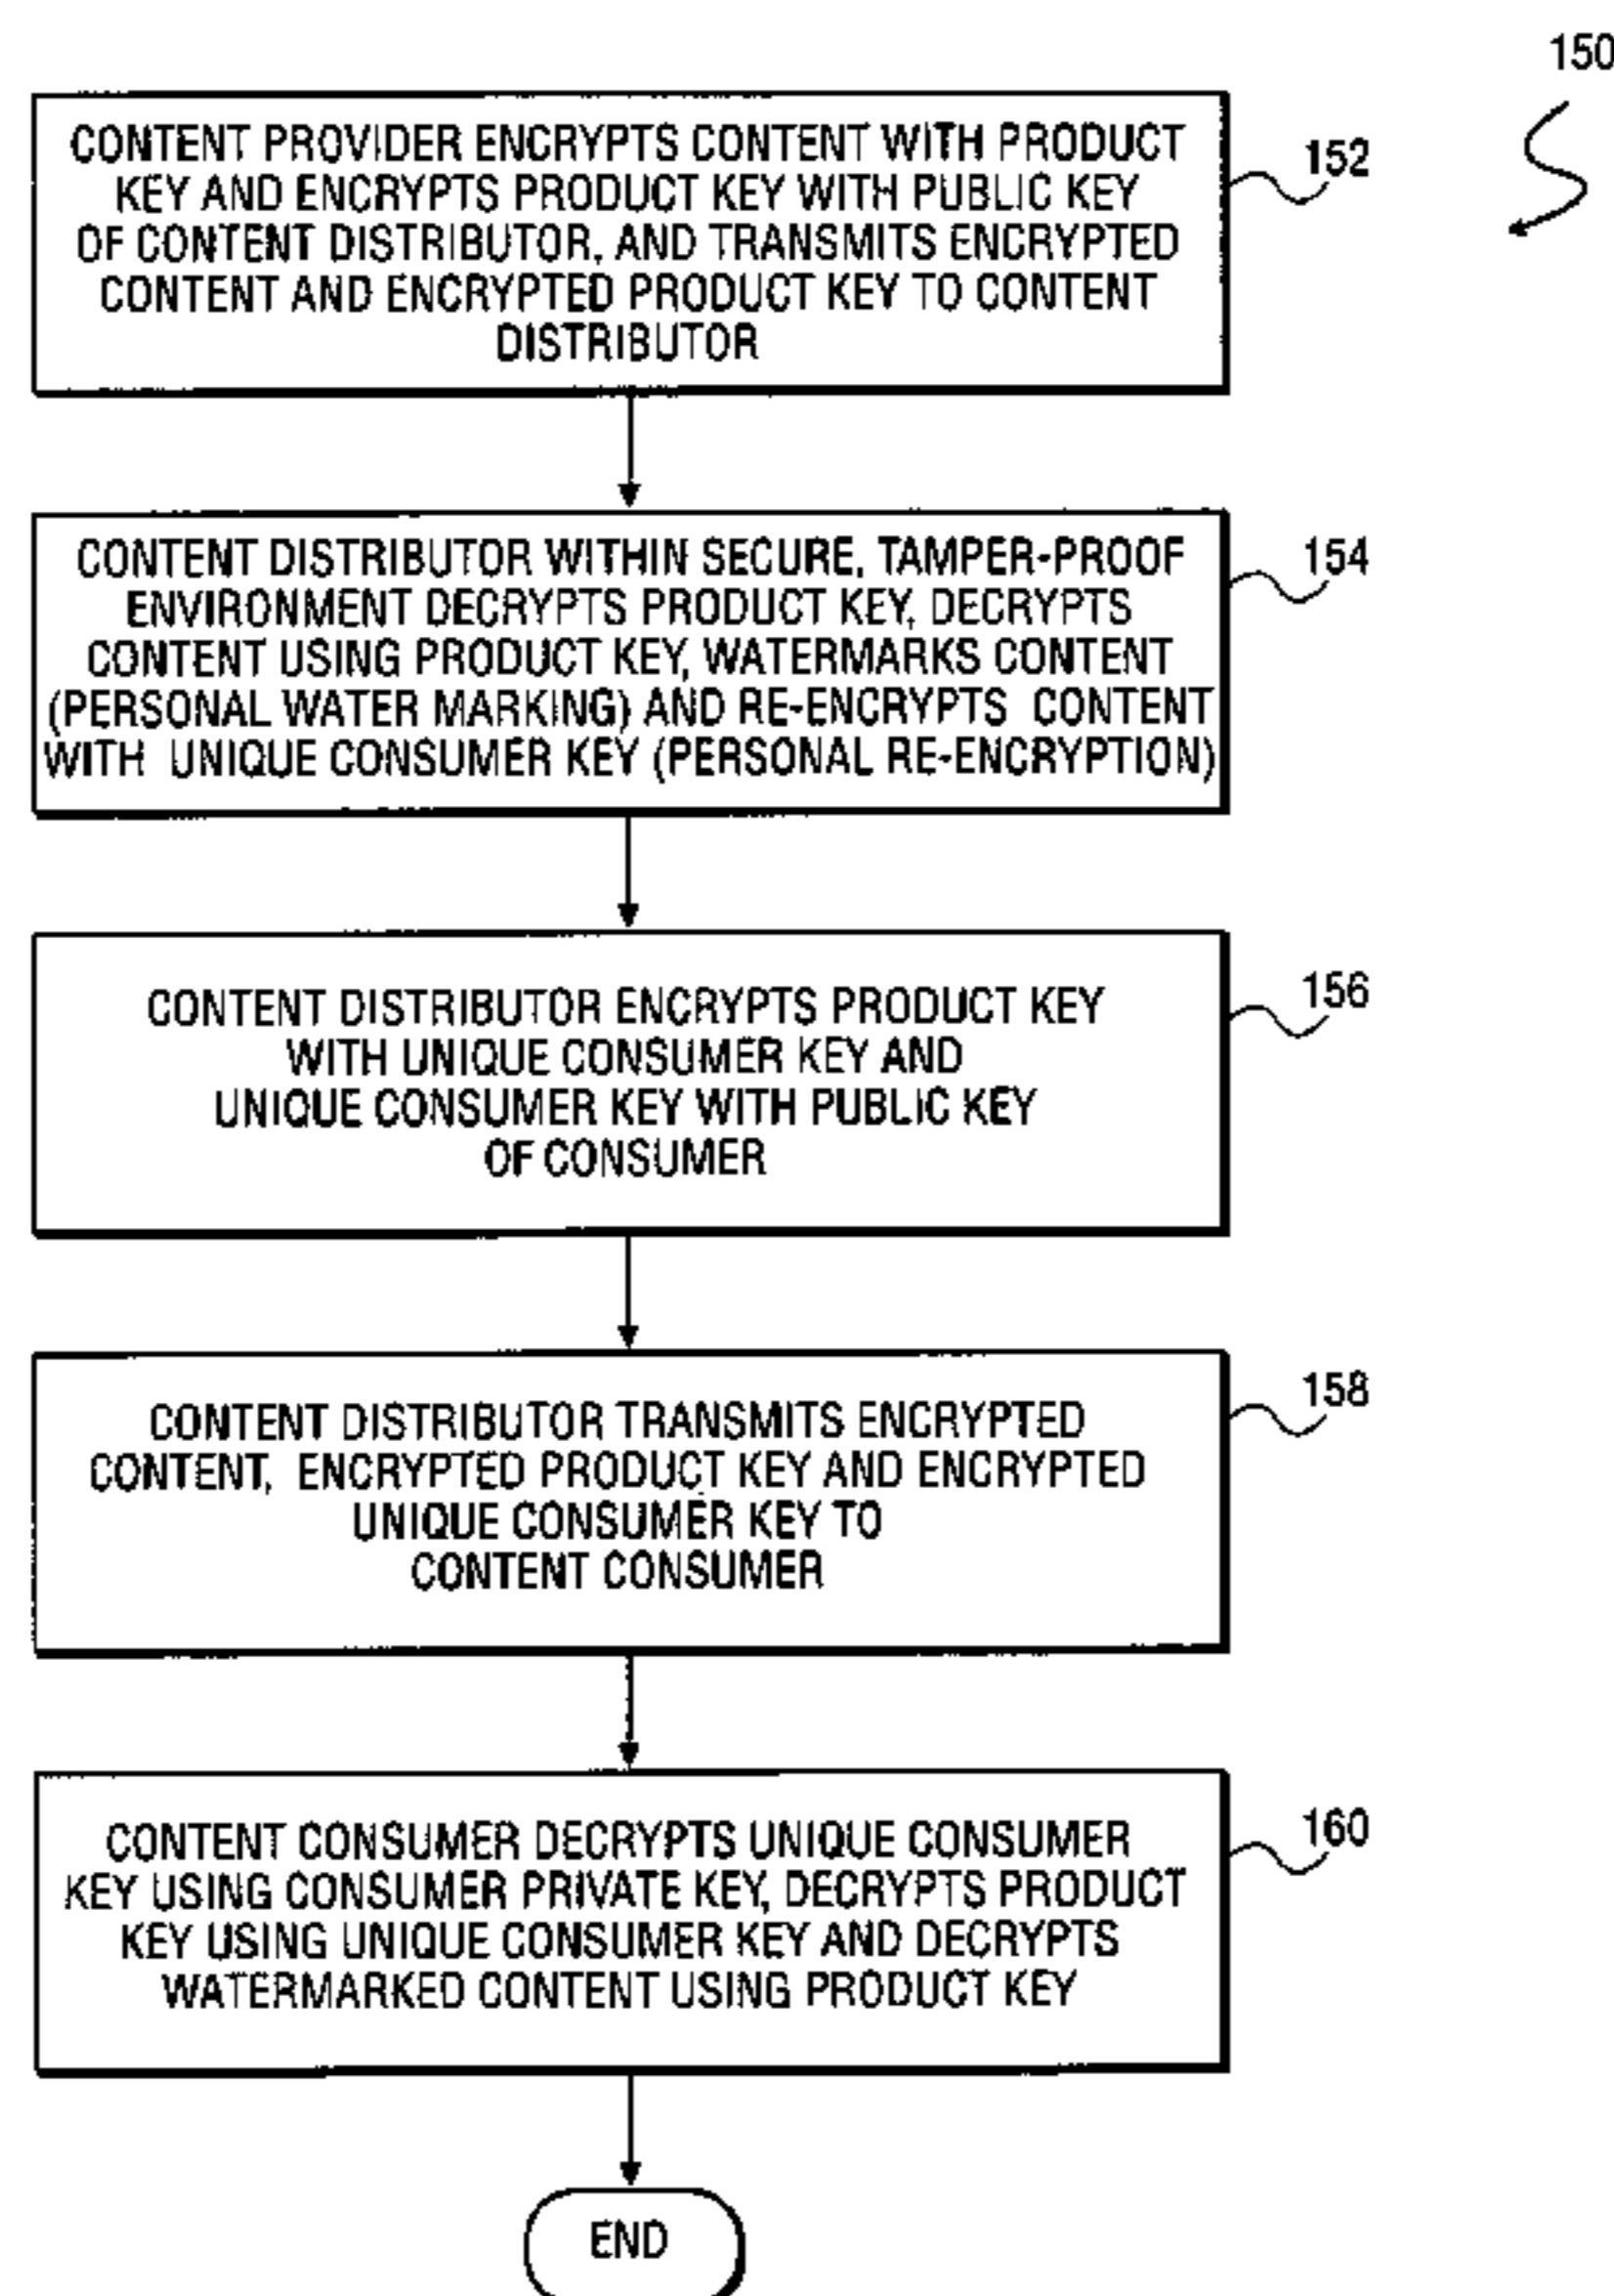 150
CONTENT PROVIDER ENCRYPTS CONTENT WITH PRODUCT
KEY AND ENCRYPTS PRODUCT KEY WITH PUBLIC KEY
OF CONTENT DISTRIBUTOR, AND TRANSMITS ENCRYPTED
CONTENT AND ENCRYPTED PRODUCT KEY TO CONTENT
DISTRIBUTOR
152
CONTENT DISTRIBUTOR WITHIN SECURE, TAMPER-PROOF
ENVIRONMENT DECRYPTS PRODUCT KEY, DECRYPTS
CONTENT USING PRODUCT KEY, WATERMARKS CONTENT
(PERSONAL WATER MARKING) AND RE-ENCRYPTS CONTENT
WITH UNIQUE CONSUMER KEY (PERSONAL RE-ENCRYPTION)
154
CONTENT DISTRIBUTOR ENCRYPTS PRODUCT KEY
WITH UNIQUE CONSUMER KEY AND
UNIQUE CONSUMER KEY WITH PUBLIC KEY
OF CONSUMER
156
CONTENT DISTRIBUTOR TRANSMITS ENCRYPTED
CONTENT, ENCRYPTED PRODUCT KEY AND ENCRYPTED
UNIQUE CONSUMER KEY TO
CONTENT CONSUMER
158
CONTENT CONSUMER DECRYPTS UNIQUE CONSUMER
KEY USING CONSUMER PRIVATE KEY, DECRYPTS PRODUCT
KEY USING UNIQUE CONSUMER KEY AND DECRYPTS
WATERMARKED CONTENT USING PRODUCT KEY
160
END